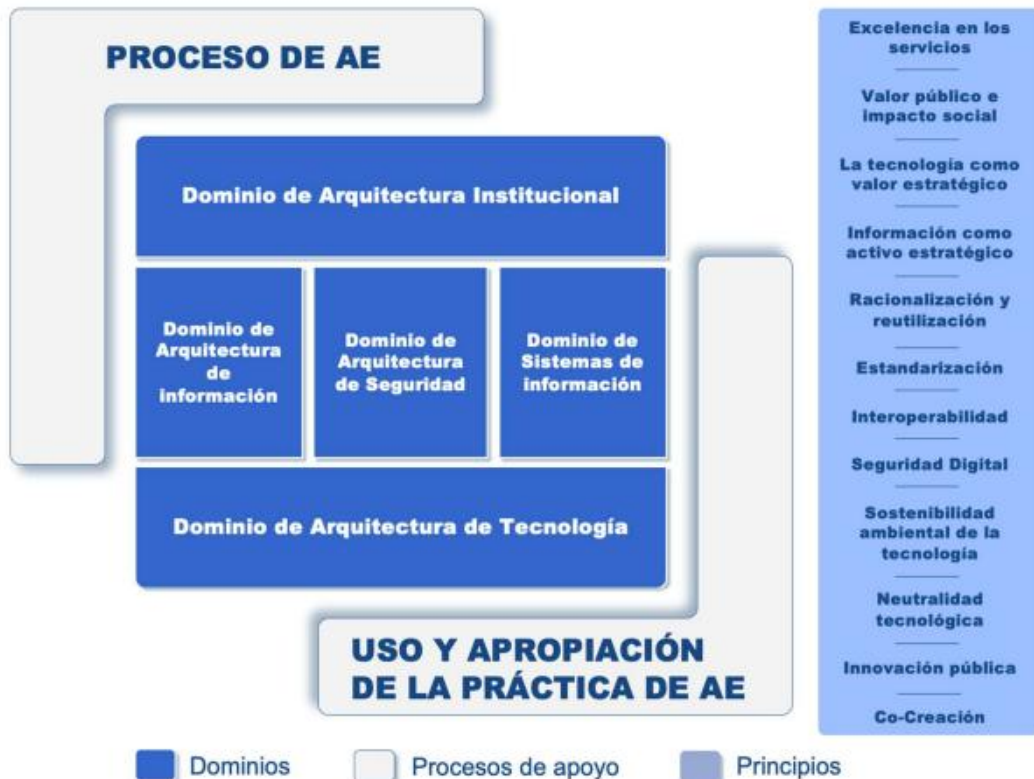 PROCESO DE AE
Dominio de Arquitectura Institucional
Dominio de
Arquitectura
de
información
Dominio de
Arquitectura
de Seguridad
Dominio de
Sistemas de
información
Dominio de Arquitectura de Tecnología
USO Y APROPIACIÓN
DE LA PRÁCTICA DE AE
Excelencia en los
servicios
Valor público e
impacto social
La tecnología como
valor estratégico
Información como
activo estratégico
Racionalización y
reutilización
Estandarización
Interoperabilidad
Seguridad Digital
Sostenibilidad
ambiental de la
tecnología
Neutralidad
tecnológica
Innovación pública
Co-Creación
Dominios
Procesos de apoyo
Principios